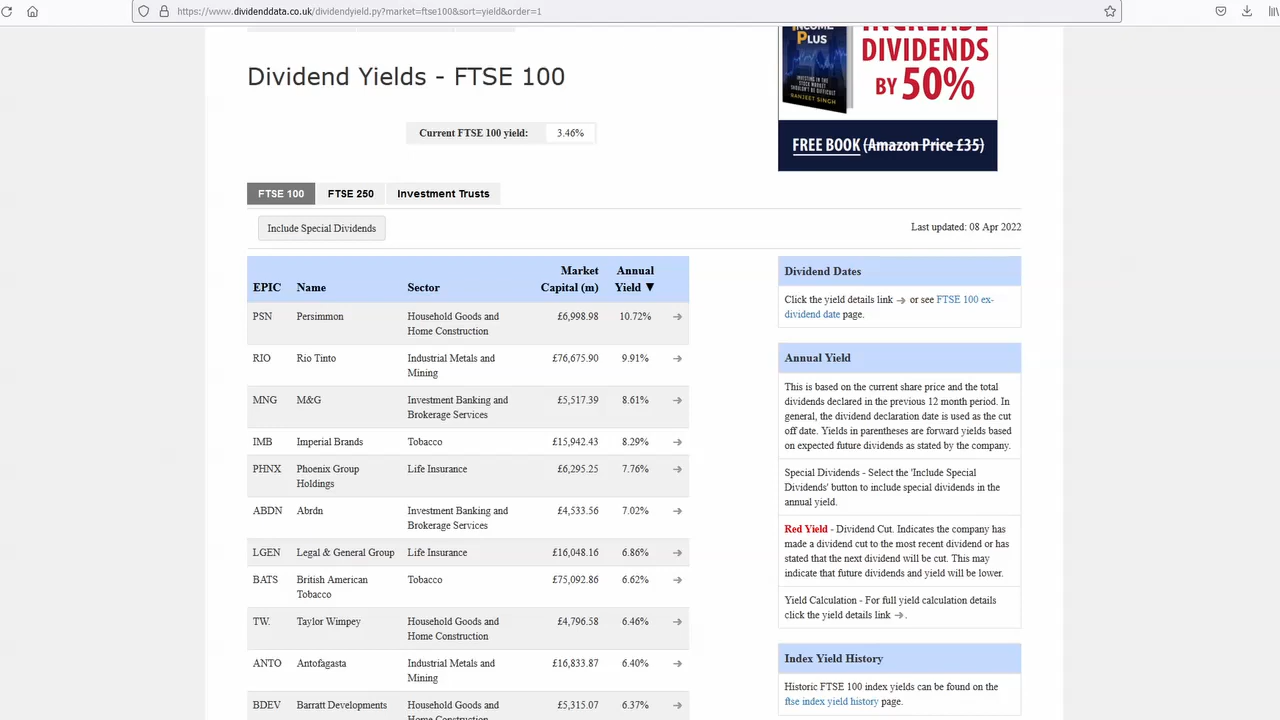 https://www.dividenddata.co.uk/dividendyield.py?market=ftse100&sort=yield&order=1
INCREASE
DIVIDENDS
BY 50%
PLUS
INVESTING IN THE
STOCK MARKET
SHOULDN'T BE DIFFICULT
RANJEET SINGH
FREE BOOK (Amazon Price £35)
Dividend Yields - FTSE 100
Current FTSE 100 yield: 3.46%
FTSE 100 FTSE 250 Investment Trusts
Include Special Dividends
Last updated: 08 Apr 2022
EPIC Name Sector Market Capital (m) Annual Yield ▼
PSN Persimmon Household Goods and Home Construction £6,998.98 10.72% →
RIO Rio Tinto Industrial Metals and Mining £76,675.90 9.91% →
MNG M&G Investment Banking and Brokerage Services £5,517.39 8.61% →
IMB Imperial Brands Tobacco £15,942.43 8.29% →
PHNX Phoenix Group Holdings Life Insurance £6,295.25 7.76% →
ABDN Abrdn Investment Banking and Brokerage Services £4,533.56 7.02% →
LGEN Legal & General Group Life Insurance £16,048.16 6.86% →
BATS British American Tobacco Tobacco £75,092.86 6.62% →
TW. Taylor Wimpey Household Goods and Home Construction £4,796.58 6.46% →
ANTO Antofagasta Industrial Metals and Mining £16,833.87 6.40% →
BDEV Barratt Developments Household Goods and Home Construction £5,315.07 6.37% →
Dividend Dates
Click the yield details link → or see FTSE 100 ex-
dividend date page.
Annual Yield
This is based on the current share price and the total
dividends declared in the previous 12 month period. In
general, the dividend declaration date is used as the cut
off date. Yields in parentheses are forward yields based
on expected future dividends as stated by the company.
Special Dividends - Select the 'Include Special
Dividends' button to include special dividends in the
annual yield.
Red Yield - Dividend Cut. Indicates the company has
made a dividend cut to the most recent dividend or has
stated that the next dividend will be cut. This may
indicate that future dividends and yield will be lower.
Yield Calculation - For full yield calculation details
click the yield details link →.
Index Yield History
Historic FTSE 100 index yields can be found on the
ftse index yield history page.